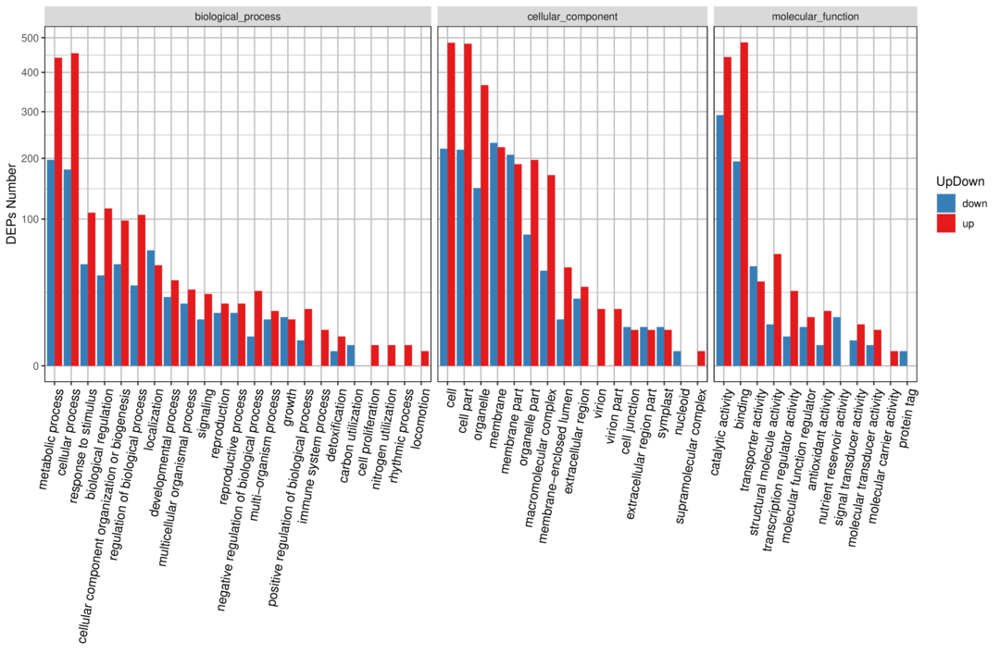 biological_process
cellular_component
molecular_function
DEPs Number
500
400
300
200
100
0
metabolic process
cellular process
response to stimulus
biological regulation
cellular component organization or biogenesis
regulation of biological process
localization
developmental process
multicellular organismal process
signaling
reproduction
reproductive process
negative regulation of biological process
multi−organism process
growth
positive regulation of biological process
immune system process
detoxification
carbon utilization
cell proliferation
nitrogen utilization
rhythmic process
locomotion
cell
cell part
organelle
membrane
membrane part
organelle part
macromolecular complex
membrane−enclosed lumen
extracellular region
virion
virion part
cell junction
extracellular region part
symplast
nucleoid
supramolecular complex
catalytic activity
binding
transporter activity
structural molecule activity
transcription regulator activity
molecular function regulator
antioxidant activity
nutrient reservoir activity
signal transducer activity
molecular transducer activity
molecular carrier activity
protein tag
UpDown
down
up